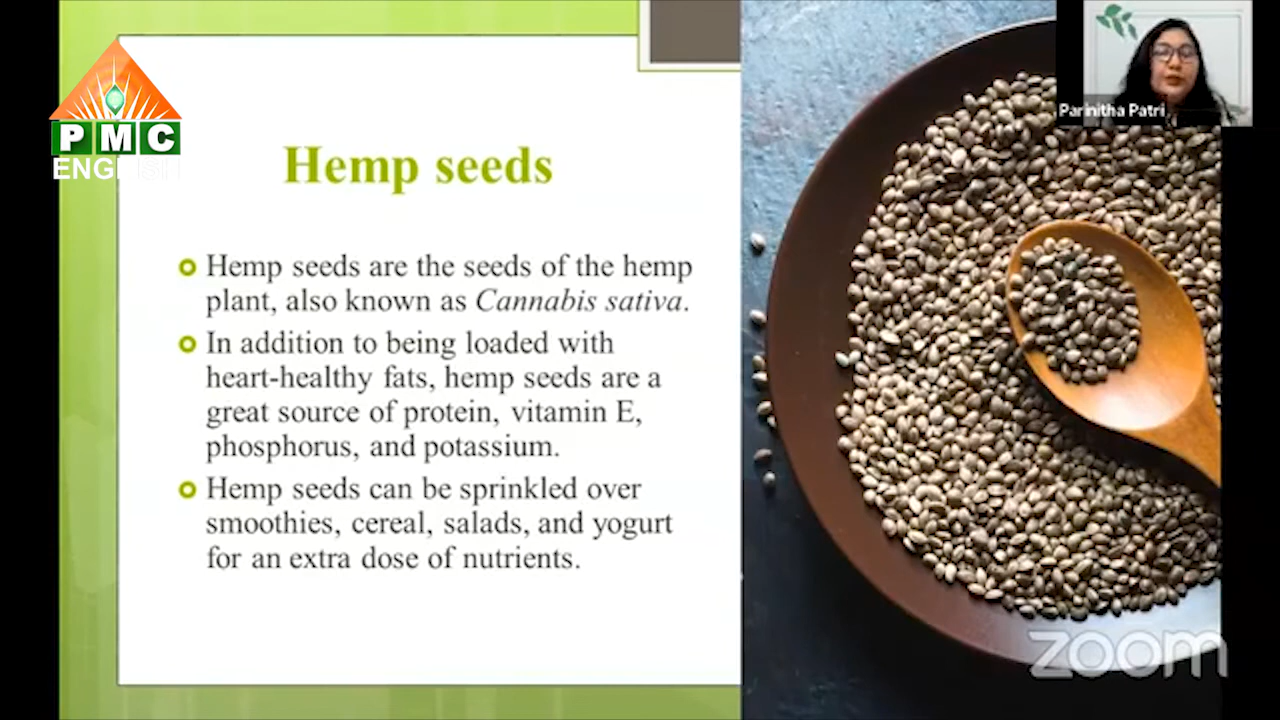 PMC
ENGLISH
Parinitha Patri
Hemp seeds
Hemp seeds are the seeds of the hemp
plant, also known as Cannabis sativa.
In addition to being loaded with
heart-healthy fats, hemp seeds are a
great source of protein, vitamin E,
phosphorus, and potassium.
Hemp seeds can be sprinkled over
smoothies, cereal, salads, and yogurt
for an extra dose of nutrients.
zoom